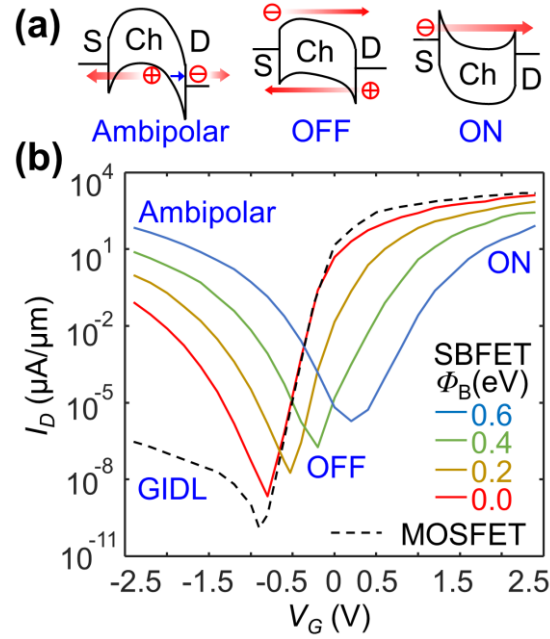 (a)
S Ch D
S Ch D
S Ch D
Ambipolar OFF ON
(b)
I_D (μA/μm)
10^4
10^1
10^-2
10^-5
10^-8
10^-11
Ambipolar
ON
SBFET
Φ_B(eV)
0.6
0.4
0.2
0.0
OFF
GIDL
MOSFET
-2.5 -1.5 -0.5 0 0.5 1.5 2.5
V_G (V)